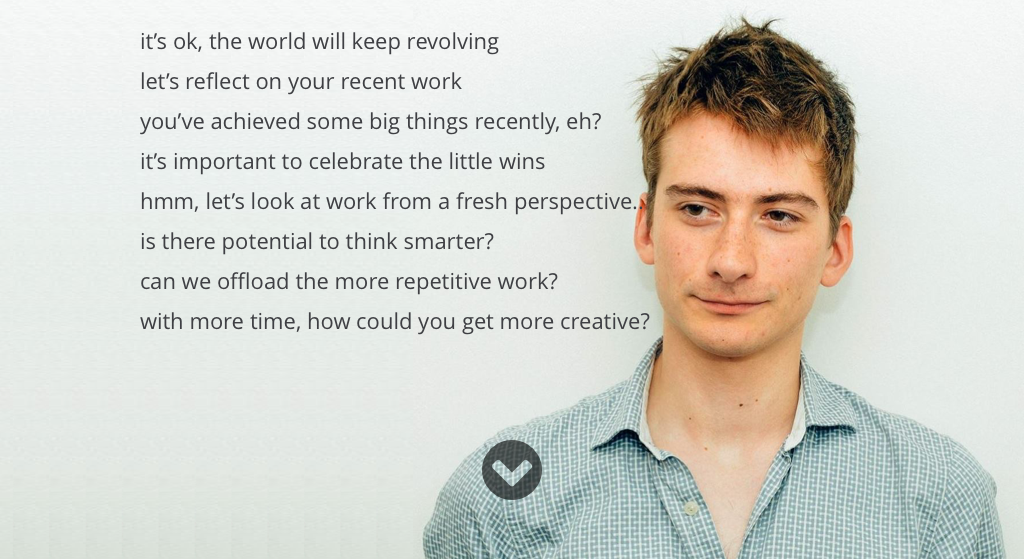 it’s ok, the world will keep revolving
let’s reflect on your recent work
you’ve achieved some big things recently, eh?
it’s important to celebrate the little wins
hmm, let’s look at work from a fresh perspective..
is there potential to think smarter?
can we offload the more repetitive work?
with more time, how could you get more creative?